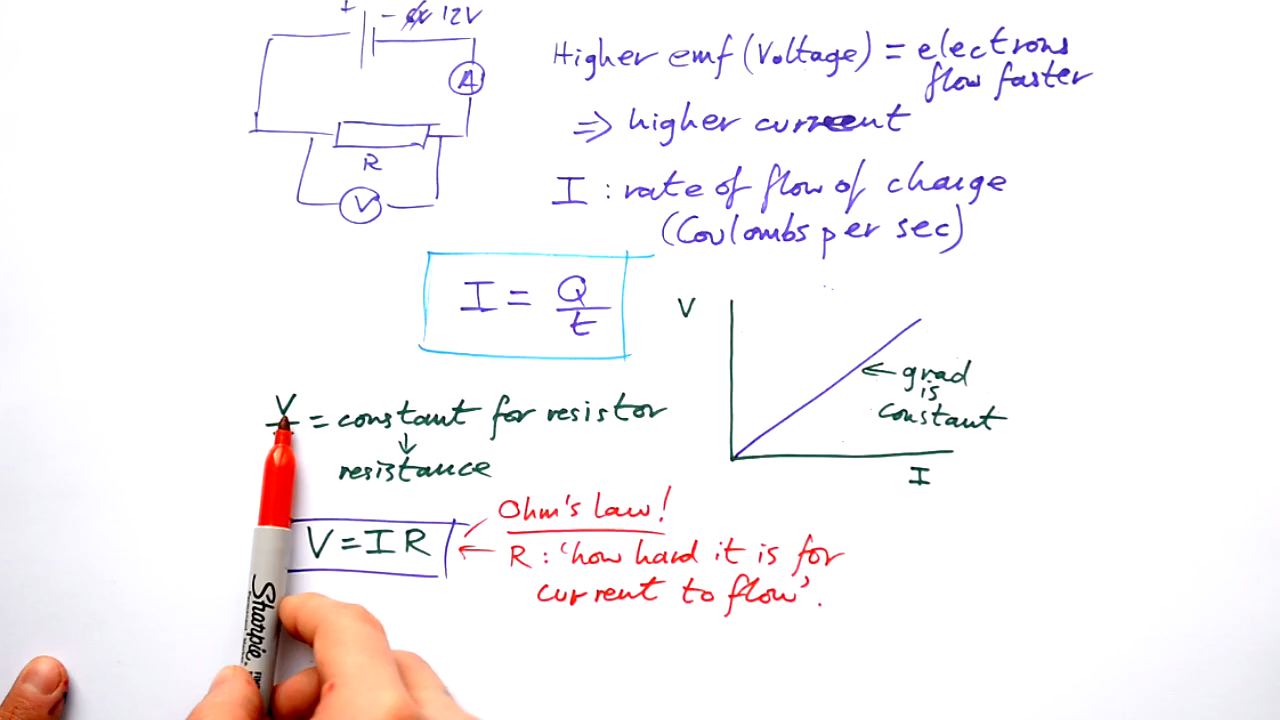 - 12V
A
R
V
Higher emf (Voltage) = electrons
flow faster
⇒ higher current
I : rate of flow of charge
(Coulombs per sec)
I = Q/t
V
← grad
is
constant
I
V
= constant for resistor
↓
resistance
V = I R
Ohm's law!
← R : 'how hard it is for
current to flow'.
Sharpie